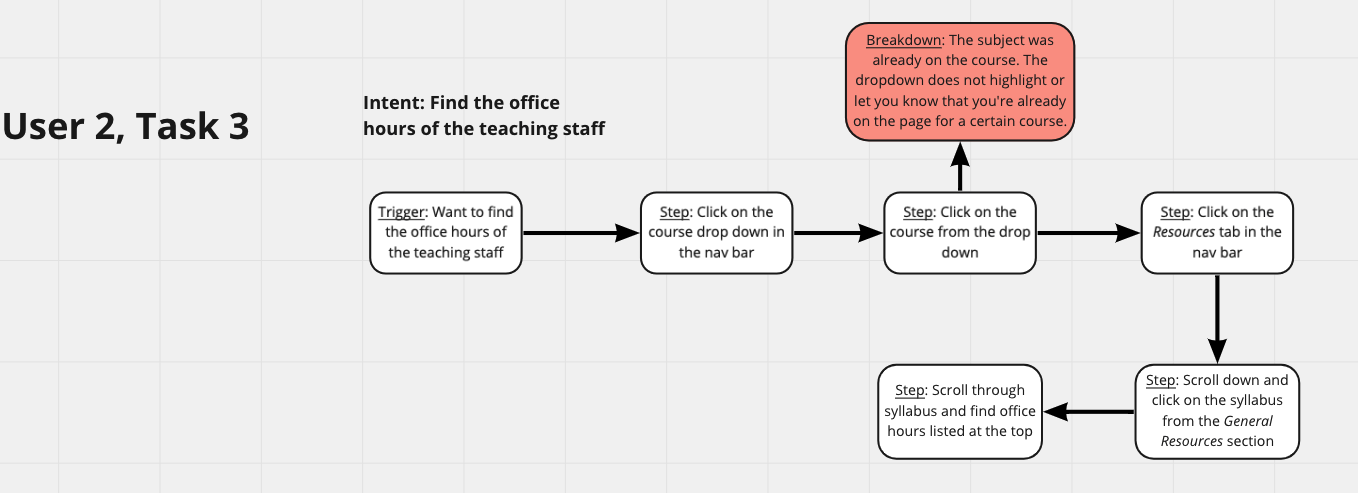 User 2, Task 3
Intent: Find the office
hours of the teaching staff
Breakdown: The subject was
already on the course. The
dropdown does not highlight or
let you know that you're already
on the page for a certain course.
Trigger: Want to find
the office hours of
the teaching staff
Step: Click on the
course drop down in
the nav bar
Step: Click on the
course from the drop
down
Step: Click on the
Resources tab in the
nav bar
Step: Scroll down and
click on the syllabus
from the General
Resources section
Step: Scroll through
syllabus and find office
hours listed at the top